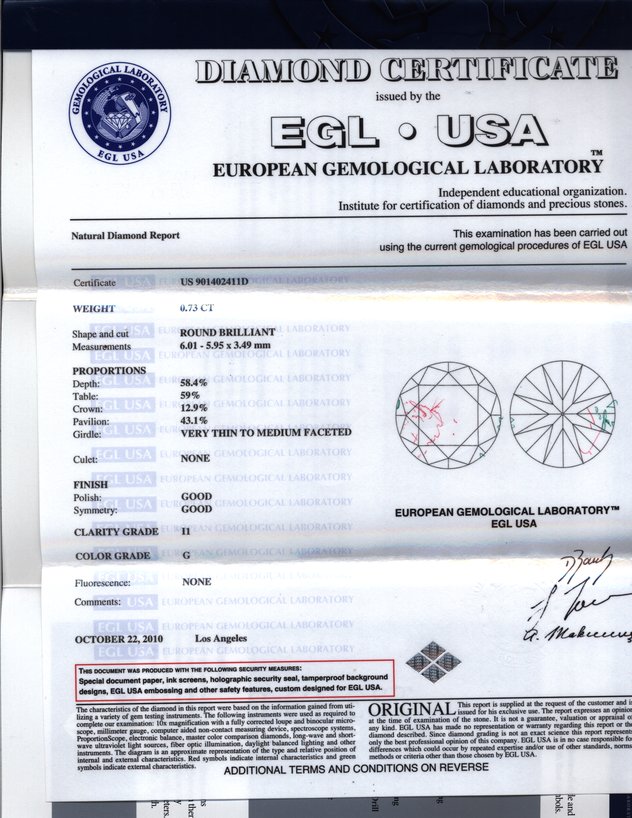 GEMOLOGICAL LABORATORY
EGL USA
DIAMOND CERTIFICATE
issued by the
EGL • USA
EUROPEAN GEMOLOGICAL LABORATORY™
Independent educational organization.
Institute for certification of diamonds and precious stones.
Natural Diamond Report
This examination has been carried out
using the current gemological procedures of EGL USA
Certificate US 901402411D
WEIGHT 0.73 CT
Shape and cut ROUND BRILLIANT
Measurements 6.01 - 5.95 x 3.49 mm
PROPORTIONS
Depth: 58.4%
Table: 59%
Crown: 12.9%
Pavilion: 43.1%
Girdle: VERY THIN TO MEDIUM FACETED
Culet: NONE
FINISH
Polish: GOOD
Symmetry: GOOD
EUROPEAN GEMOLOGICAL LABORATORY™
EGL USA
CLARITY GRADE I1
COLOR GRADE G
Fluorescence: NONE
Comments:
OCTOBER 22, 2010 Los Angeles
THIS DOCUMENT WAS PRODUCED WITH THE FOLLOWING SECURITY MEASURES:
Special document paper, ink screens, holographic security seal, tamperproof background
designs, EGL USA embossing and other safety features, custom designed for EGL USA.
The characteristics of the diamond in this report were based on the information gained from uti-
lizing a variety of gem testing instruments. The following instruments were used as required to
complete our examination: 10x magnification with a fully corrected loupe and binocular micro-
scope, millimeter gauge, computer aided non-contact measuring device, spectroscope systems,
ProportionScope, electronic balance, master color comparison diamonds, long-wave and short-
wave ultraviolet light sources, fiber optic illumination, daylight balanced lighting and other
instruments. The diagram is an approximate representation of the type and relative position of
internal and external characteristics. Red symbols indicate internal characteristics and green
symbols indicate external characteristics.
ORIGINAL This report is supplied at the request of the customer and is
issued for his exclusive use. The report expresses an opinion
at the time of examination of the stone. It is not a guarantee, valuation or appraisal of
any kind. EGL USA has made no representation or warranty regarding this report or the
diamond described. Since diamond grading is not an exact science this report represents
only the best professional opinion of this company. EGL USA is in no case responsible for
differences which could occur by repeated expertise and/or use of other standards, norms,
methods or criteria other than those chosen by EGL USA.
ADDITIONAL TERMS AND CONDITIONS ON REVERSE